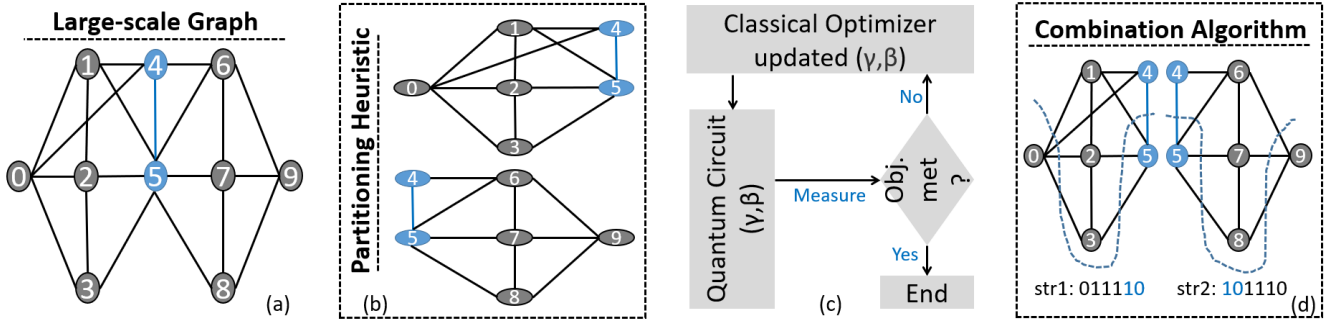 Large-scale Graph
1
4
6
0
2
5
7
9
3
8
(a)
Partitioning Heuristic
1
4
0
2
5
3
4
6
5
7
9
8
(b)
Classical Optimizer
updated (γ,β)
No
Quantum Circuit
(γ,β)
Measure
Obj.
met
?
Yes
End
(c)
Combination Algorithm
1
4
4
6
0
2
5
5
7
9
3
8
str1: 011110
str2: 101110
(d)